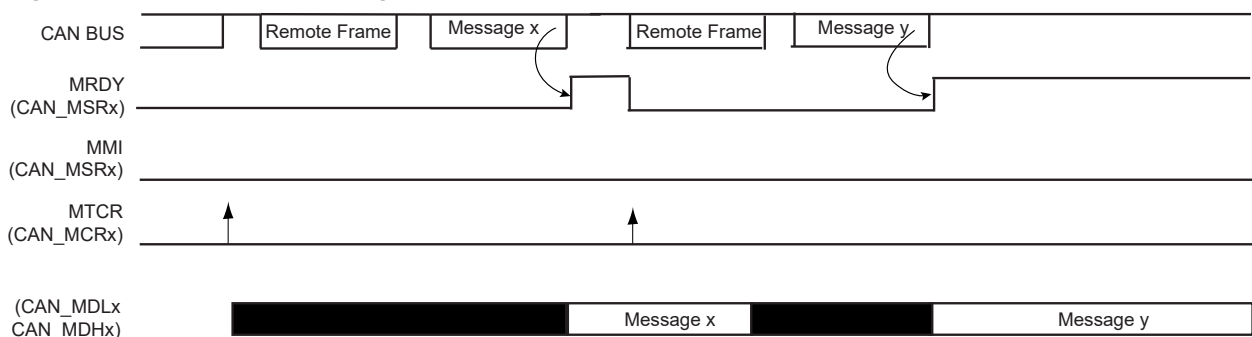 CAN BUS
Remote Frame
Message x
Remote Frame
Message y
MRDY
(CAN_MSRx)
MMI
(CAN_MSRx)
MTCR
(CAN_MCRx)
(CAN_MDLx
CAN_MDHx)
Message x
Message y